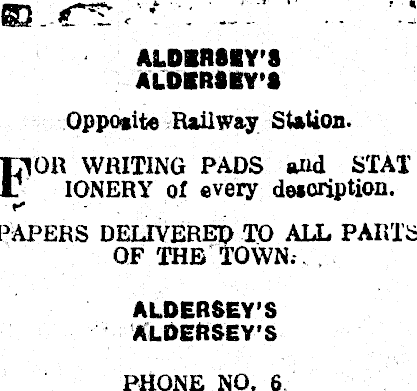 ALDERSEY'S
ALDERSEY'S
Opposite Railway Station.
FOR WRITING PADS and STAT
IONERY of every description.
PAPERS DELIVERED TO ALL PARTS
OF THE TOWN.
ALDERSEY'S
ALDERSEY'S
PHONE NO. 6